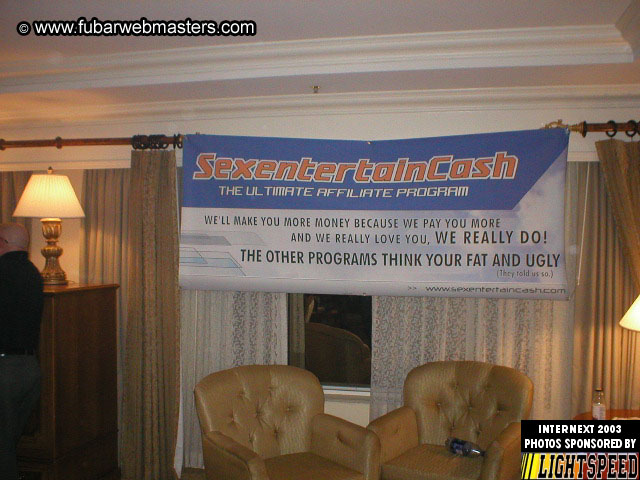 © www.fubarwebmasters.com
SexentertainCash
THE ULTIMATE AFFILIATE PROGRAM
WE'LL MAKE YOU MORE MONEY BECAUSE WE PAY YOU MORE
AND WE REALLY LOVE YOU, WE REALLY DO!
THE OTHER PROGRAMS THINK YOUR FAT AND UGLY
(They told us so.)
>> www.sexentertaincash.com
INTERNEXT 2003
PHOTOS SPONSORED BY
LIGHTSPEED